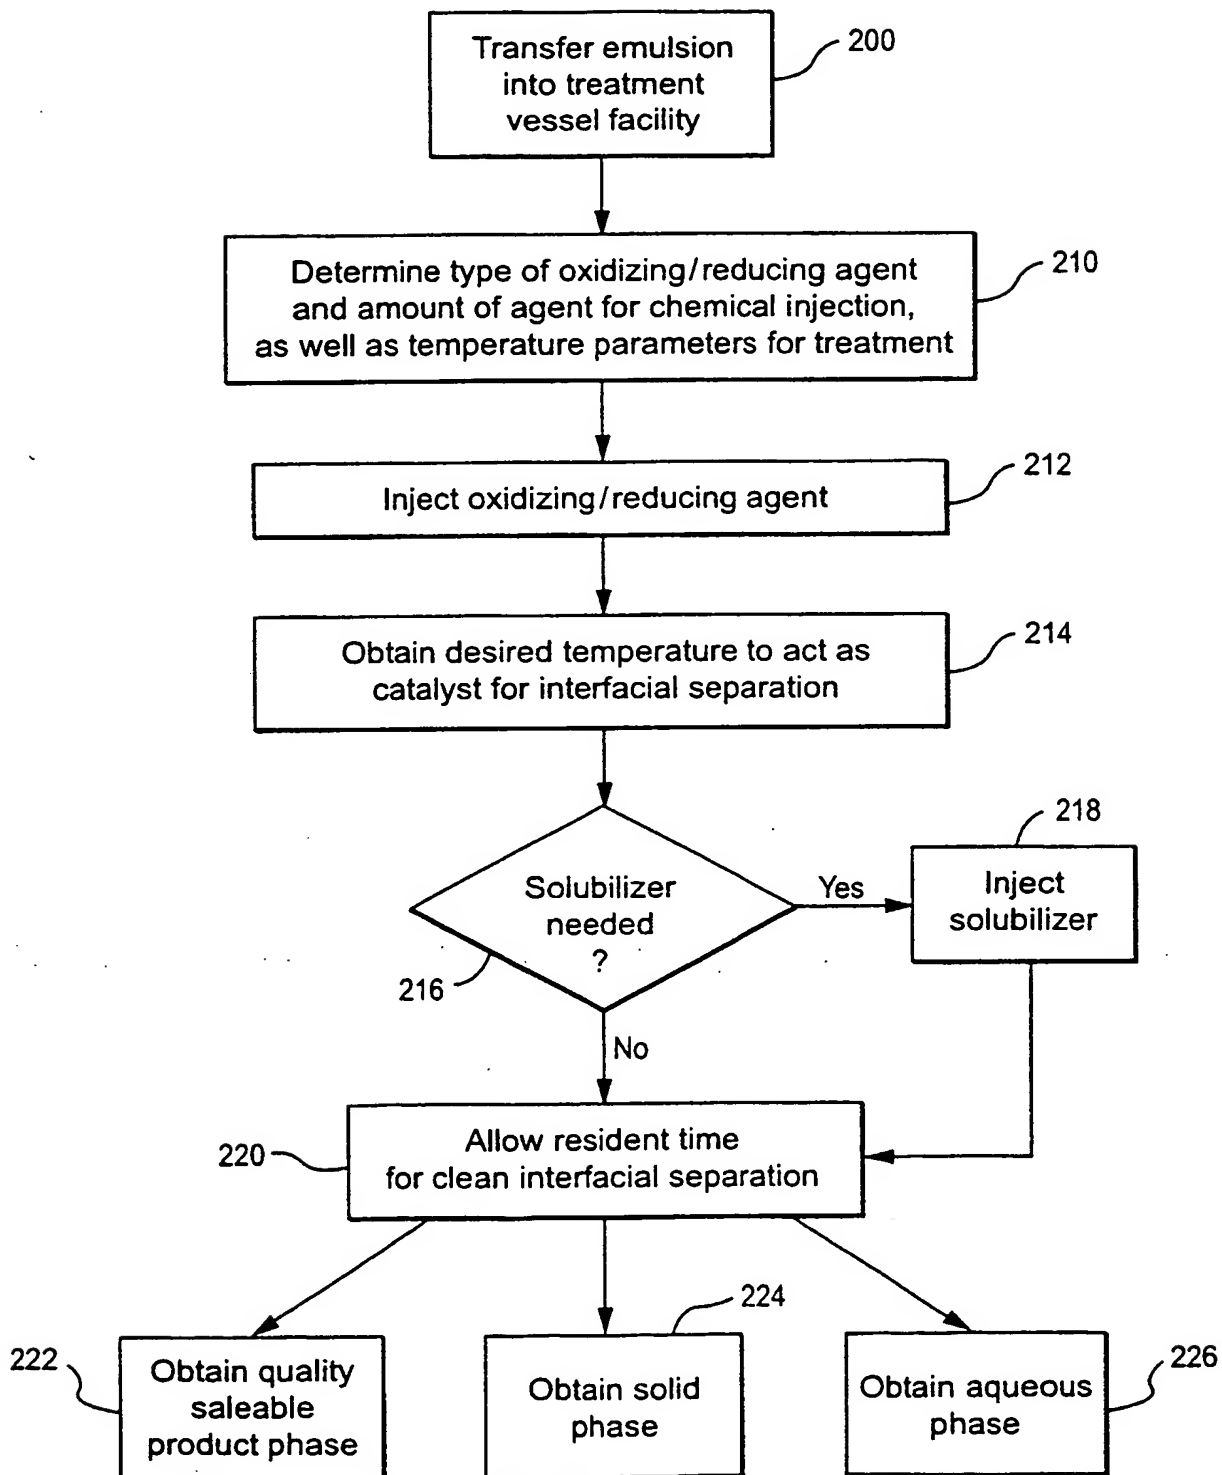 Transfer emulsion
into treatment
vessel facility
200
Determine type of oxidizing/reducing agent
and amount of agent for chemical injection,
as well as temperature parameters for treatment
210
Inject oxidizing/reducing agent
212
Obtain desired temperature to act as
catalyst for interfacial separation
214
Solubilizer
needed
?
216
Yes
218
Inject
solubilizer
No
220
Allow resident time
for clean interfacial separation
222
Obtain quality
saleable
product phase
224
Obtain solid
phase
226
Obtain aqueous
phase